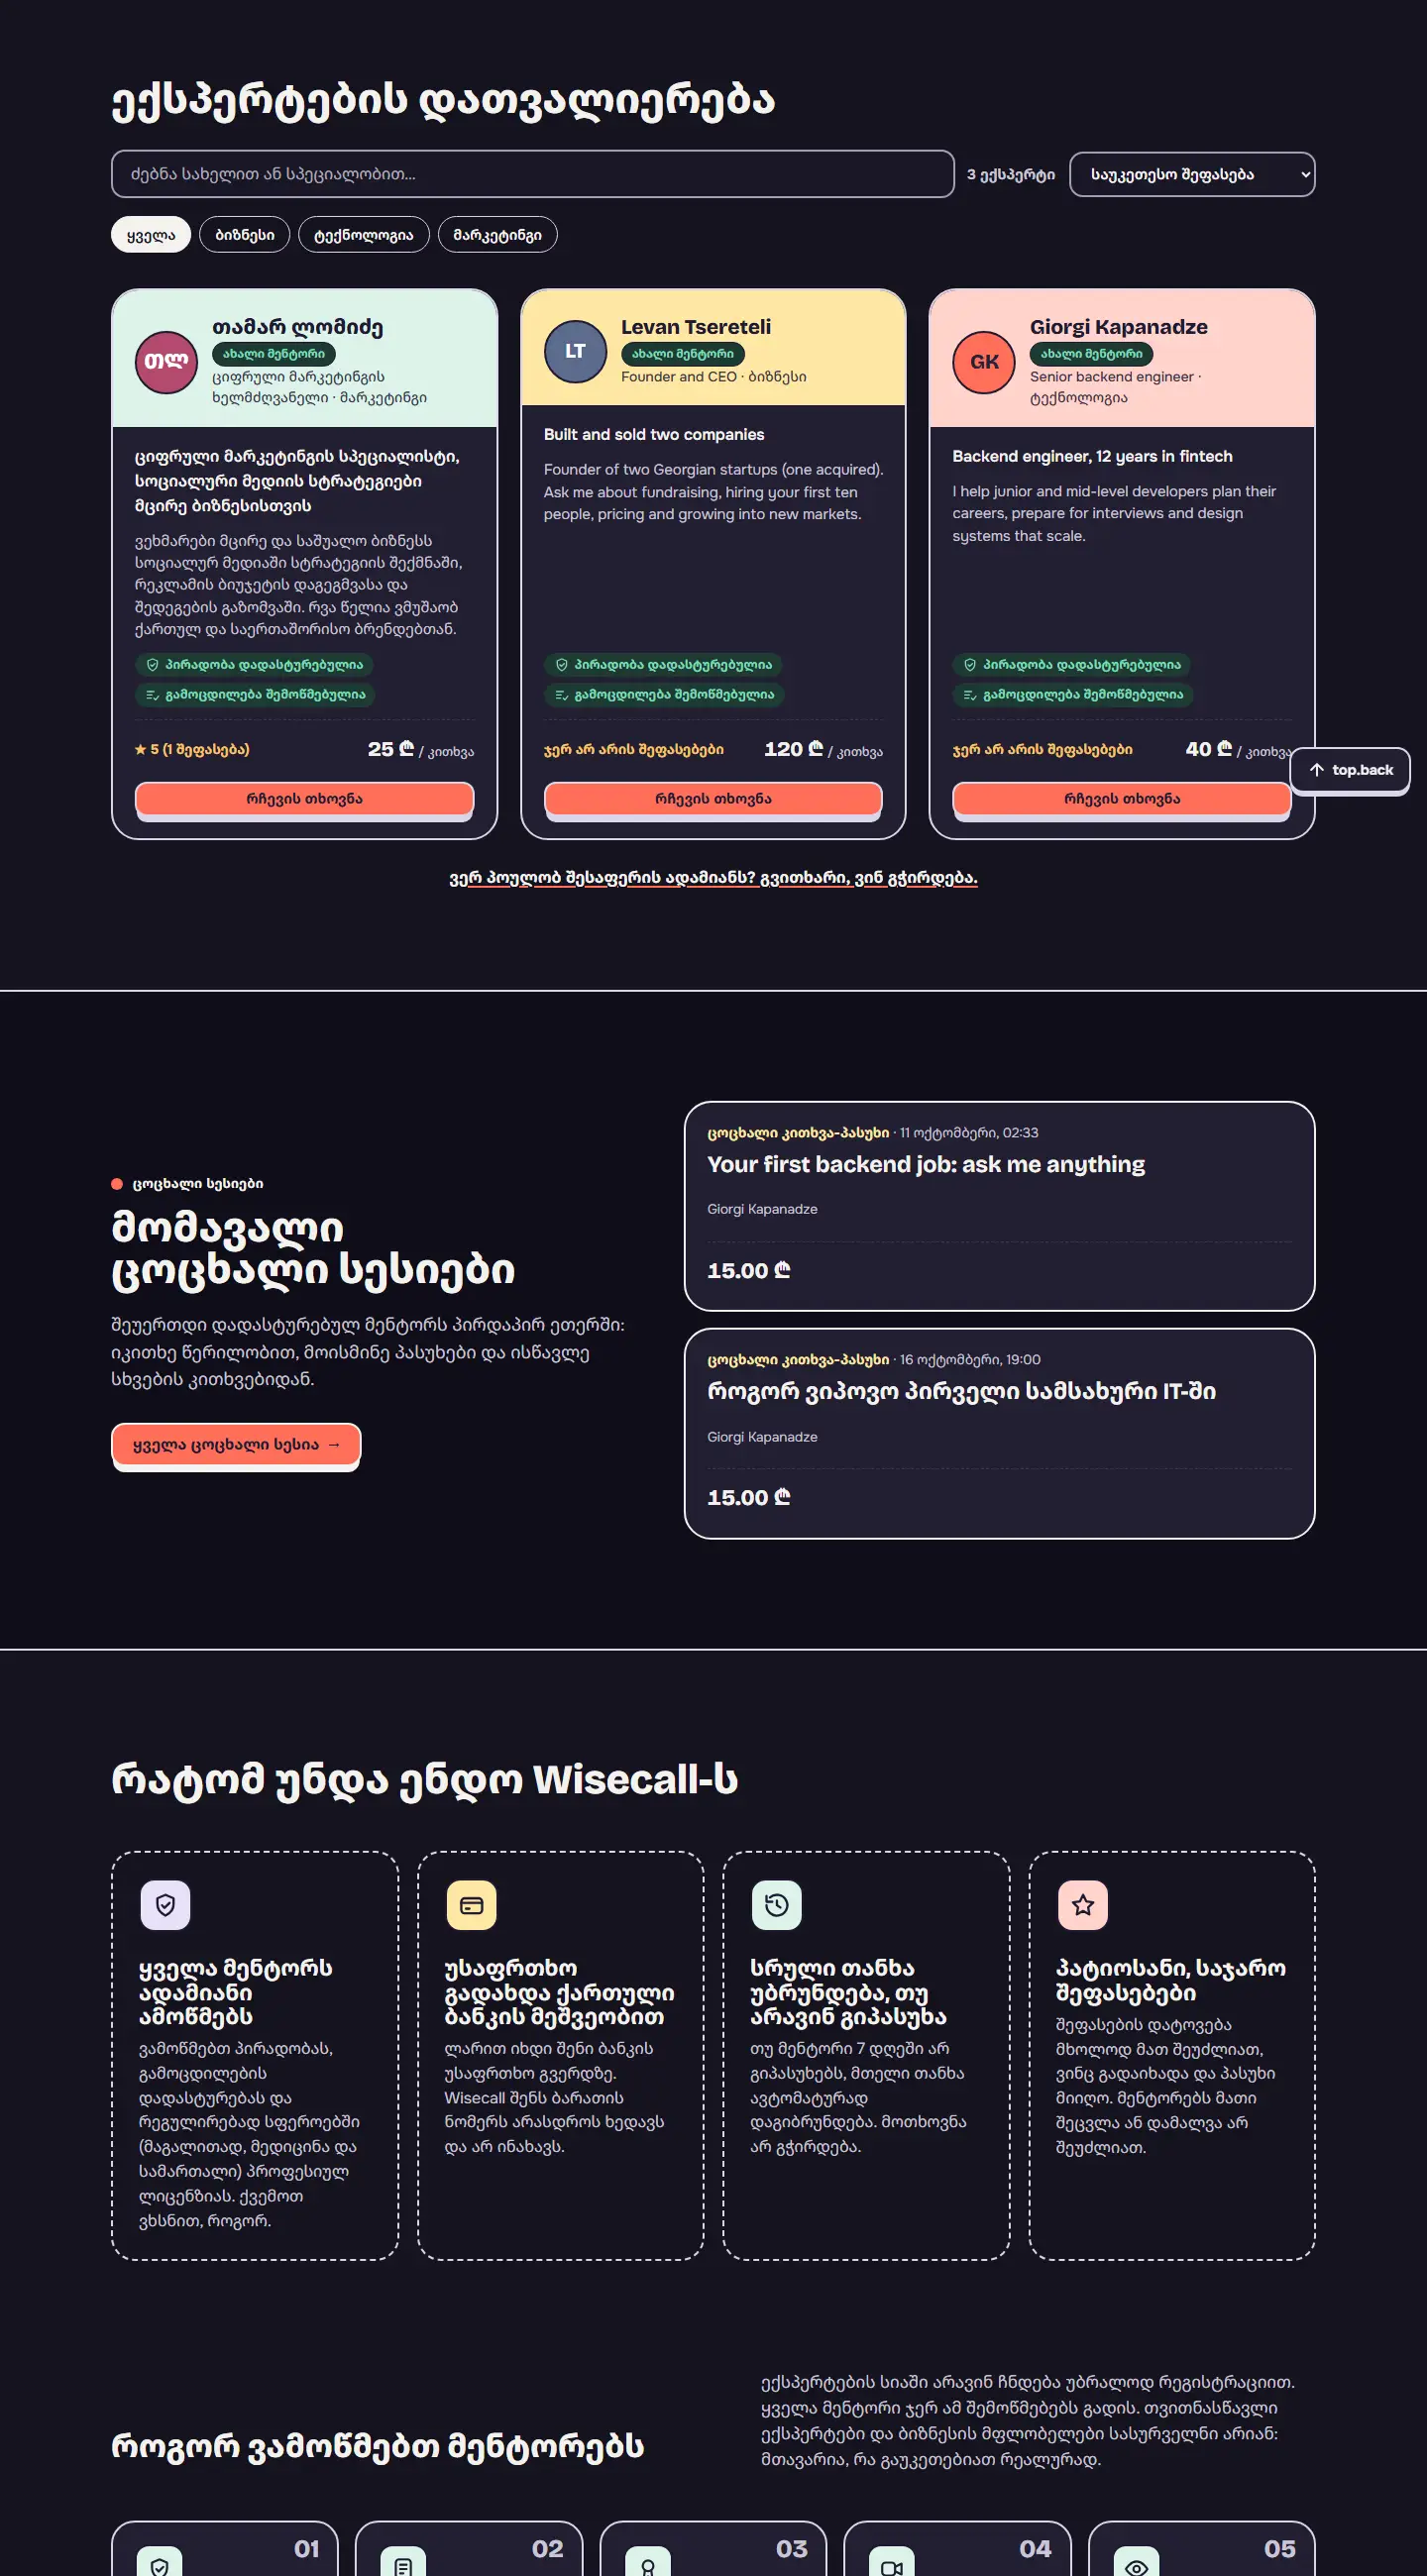 ექსპერტების დათვალიერება
ძებნა სახელით ან სპეციალობით...
3 ექსპერტი
საუკეთესო შეფასება
ყველა
ბიზნესი
ტექნოლოგია
მარკეტინგი
თლ
თამარ ლომიძე
ახალი მენტორი
ციფრული მარკეტინგის
ხელმძღვანელი · მარკეტინგი
ციფრული მარკეტინგის სპეციალისტი,
სოციალური მედიის სტრატეგიები
მცირე ბიზნესისთვის
ვეხმარები მცირე და საშუალო ბიზნესს
სოციალურ მედიაში სტრატეგიის შექმნაში,
რეკლამის ბიუჯეტის დაგეგმვასა და
შედეგების გაზომვაში. რვა წელია ვმუშაობ
ქართულ და საერთაშორისო ბრენდებთან.
პირადობა დადასტურებულია
გამოცდილება შემოწმებულია
★ 5 (1 შეფასება)
25 ₾ / კითხვა
რჩევის თხოვნა
LT
Levan Tsereteli
ახალი მენტორი
Founder and CEO · ბიზნესი
Built and sold two companies
Founder of two Georgian startups (one acquired).
Ask me about fundraising, hiring your first ten
people, pricing and growing into new markets.
პირადობა დადასტურებულია
გამოცდილება შემოწმებულია
ჯერ არ არის შეფასებები
120 ₾ / კითხვა
რჩევის თხოვნა
GK
Giorgi Kapanadze
ახალი მენტორი
Senior backend engineer ·
ტექნოლოგია
Backend engineer, 12 years in fintech
I help junior and mid-level developers plan their
careers, prepare for interviews and design
systems that scale.
პირადობა დადასტურებულია
გამოცდილება შემოწმებულია
ჯერ არ არის შეფასებები
40 ₾ / კითხვა
რჩევის თხოვნა
↑ top.back
ვერ პოულობ შესაფერის ადამიანს? გვითხარი, ვინ გჭირდება.
ცოცხალი სესიები
მომავალი
ცოცხალი სესიები
შეუერთდი დადასტურებულ მენტორს პირდაპირ ეთერში:
იკითხე წერილობით, მოისმინე პასუხები და ისწავლე
სხვების კითხვებიდან.
ყველა ცოცხალი სესია →
ცოცხალი კითხვა-პასუხი · 11 ოქტომბერი, 02:33
Your first backend job: ask me anything
Giorgi Kapanadze
15.00 ₾
ცოცხალი კითხვა-პასუხი · 16 ოქტომბერი, 19:00
როგორ ვიპოვო პირველი სამსახური IT-ში
Giorgi Kapanadze
15.00 ₾
რატომ უნდა ენდო Wisecall-ს
ყველა მენტორს
ადამიანი
ამოწმებს
ვამოწმებთ პირადობას,
გამოცდილების
დადასტურებას და
რეგულირებად სფეროებში
(მაგალითად, მედიცინა და
სამართალი) პროფესიულ
ლიცენზიას. ქვემოთ
ვხსნით, როგორ.
უსაფრთხო
გადახდა ქართული
ბანკის მეშვეობით
ლარით იხდი შენი ბანკის
უსაფრთხო გვერდზე.
Wisecall შენს ბარათის
ნომერს არასდროს ხედავს
და არ ინახავს.
სრული თანხა
უბრუნდება, თუ
არავინ გიპასუხა
თუ მენტორი 7 დღეში არ
გიპასუხებს, მთელი თანხა
ავტომატურად
დაგიბრუნდება. მოთხოვნა
არ გჭირდება.
პატიოსანი, საჯარო
შეფასებები
შეფასების დატოვება
მხოლოდ მათ შეუძლიათ,
ვინც გადაიხადა და პასუხი
მიიღო. მენტორებს მათი
შეცვლა ან დამალვა არ
შეუძლიათ.
როგორ ვამოწმებთ მენტორებს
ექსპერტების სიაში არავინ ჩნდება უბრალოდ რეგისტრაციით.
ყველა მენტორი ჯერ ამ შემოწმებებს გადის. თვითნასწავლი
ექსპერტები და ბიზნესის მფლობელები სასურველნი არიან:
მთავარია, რა გაუკეთებიათ რეალურად.
01
02
03
04
05